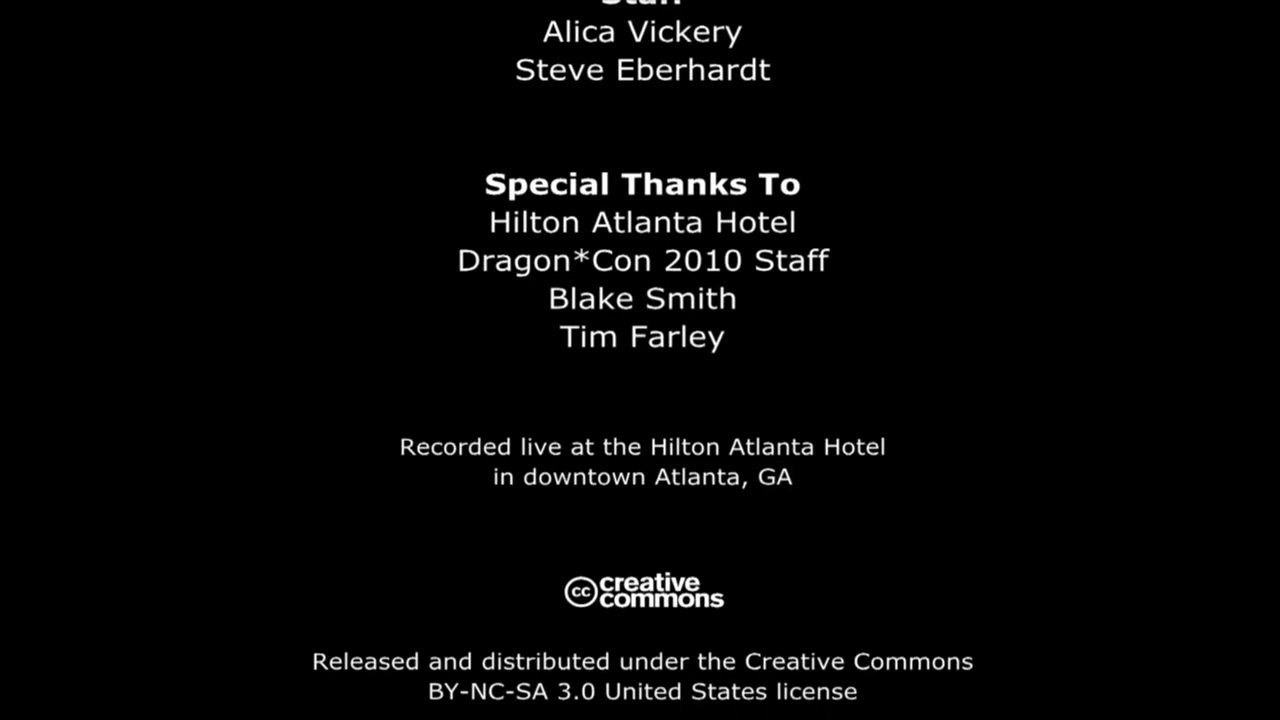 Staff
Alica Vickery
Steve Eberhardt
Special Thanks To
Hilton Atlanta Hotel
Dragon*Con 2010 Staff
Blake Smith
Tim Farley
Recorded live at the Hilton Atlanta Hotel
in downtown Atlanta, GA
cc creative
commons
Released and distributed under the Creative Commons
BY-NC-SA 3.0 United States license